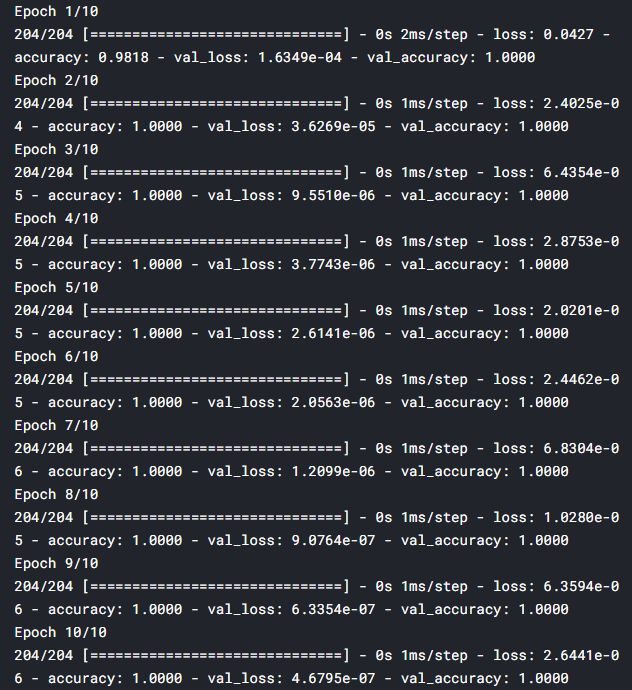 Epoch 1/10
204/204 [==============================] - 0s 2ms/step - loss: 0.0427 -
accuracy: 0.9818 - val_loss: 1.6349e-04 - val_accuracy: 1.0000
Epoch 2/10
204/204 [==============================] - 0s 1ms/step - loss: 2.4025e-0
4 - accuracy: 1.0000 - val_loss: 3.6269e-05 - val_accuracy: 1.0000
Epoch 3/10
204/204 [==============================] - 0s 1ms/step - loss: 6.4354e-0
5 - accuracy: 1.0000 - val_loss: 9.5510e-06 - val_accuracy: 1.0000
Epoch 4/10
204/204 [==============================] - 0s 1ms/step - loss: 2.8753e-0
5 - accuracy: 1.0000 - val_loss: 3.7743e-06 - val_accuracy: 1.0000
Epoch 5/10
204/204 [==============================] - 0s 1ms/step - loss: 2.0201e-0
5 - accuracy: 1.0000 - val_loss: 2.6141e-06 - val_accuracy: 1.0000
Epoch 6/10
204/204 [==============================] - 0s 1ms/step - loss: 2.4462e-0
5 - accuracy: 1.0000 - val_loss: 2.0563e-06 - val_accuracy: 1.0000
Epoch 7/10
204/204 [==============================] - 0s 1ms/step - loss: 6.8304e-0
6 - accuracy: 1.0000 - val_loss: 1.2099e-06 - val_accuracy: 1.0000
Epoch 8/10
204/204 [==============================] - 0s 1ms/step - loss: 1.0280e-0
5 - accuracy: 1.0000 - val_loss: 9.0764e-07 - val_accuracy: 1.0000
Epoch 9/10
204/204 [==============================] - 0s 1ms/step - loss: 6.3594e-0
6 - accuracy: 1.0000 - val_loss: 6.3354e-07 - val_accuracy: 1.0000
Epoch 10/10
204/204 [==============================] - 0s 1ms/step - loss: 2.6441e-0
6 - accuracy: 1.0000 - val_loss: 4.6795e-07 - val_accuracy: 1.0000